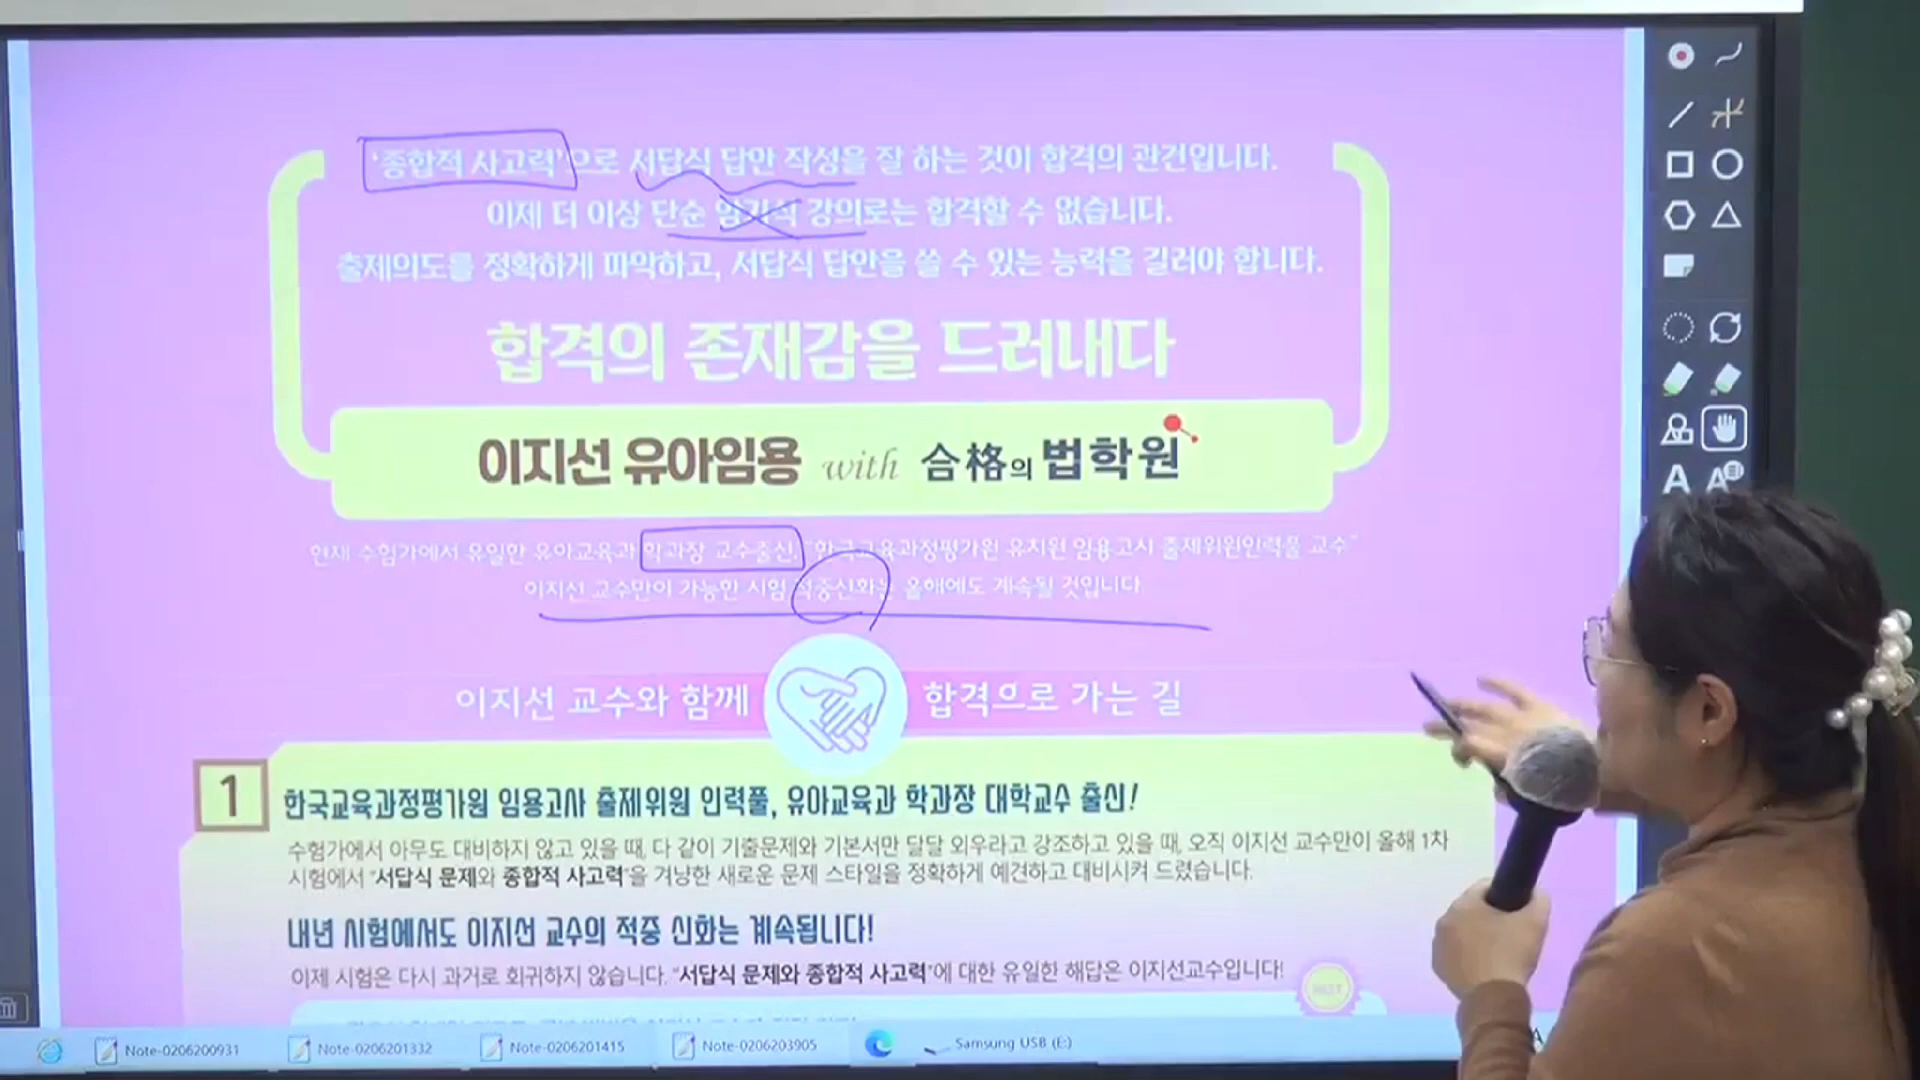 '종합적 사고력'으로 서답식 답안 작성을 잘 하는 것이 합격의 관건입니다.
이제 더 이상 단순 암기식 강의로는 합격할 수 없습니다.
출제의도를 정확하게 파악하고, 서답식 답안을 쓸 수 있는 능력을 길러야 합니다.
합격의 존재감을 드러내다
이지선 유아임용 with 合格의 법학원
현재 수험가에서 유일한 유아교육과 학과장 교수출신, "한국교육과정평가원 유치원 임용고시 출제위원인력풀 교수"
이지선 교수만이 가능한 시험 적중신화는 올해에도 계속될 것입니다
이지선 교수와 함께 합격으로 가는 길
1
한국교육과정평가원 임용고사 출제위원 인력풀, 유아교육과 학과장 대학교수 출신!
수험가에서 아무도 대비하지 않고 있을 때, 다 같이 기출문제와 기본서만 달달 외우라고 강조하고 있을 때, 오직 이지선 교수만이 올해 1차
시험에서 "서답식 문제와 종합적 사고력"을 겨냥한 새로운 문제 스타일을 정확하게 예견하고 대비시켜 드렸습니다.
내년 시험에서도 이지선 교수의 적중 신화는 계속됩니다!
이제 시험은 다시 과거로 회귀하지 않습니다. "서답식 문제와 종합적 사고력"에 대한 유일한 해답은 이지선교수입니다!
BEST
Note-0206200931
Note-0206201332
Note-0206201415
Note-0206203905
Samsung USB (E:)